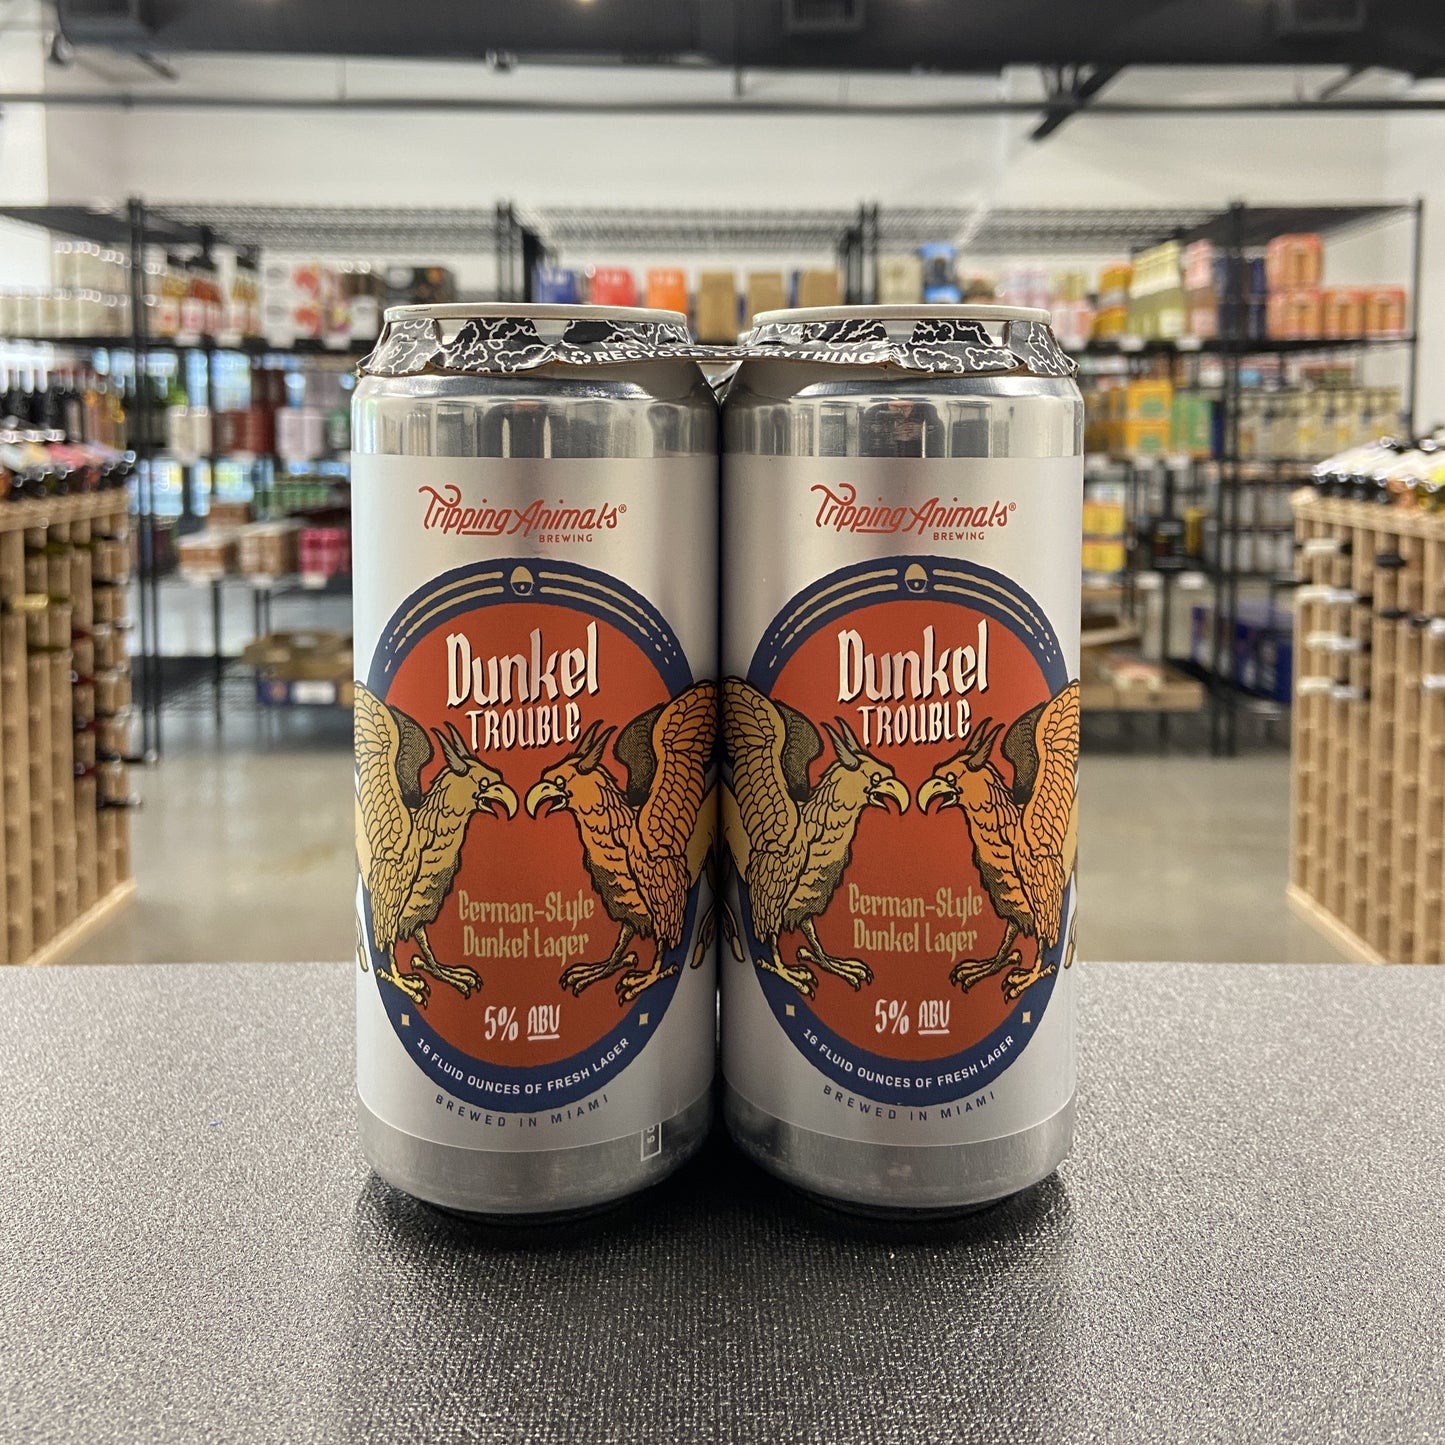 RECYCLE EVERYTHING
Tripping Animals®
BREWING
Dunkel
TROUBLE
German-Style
Dunkel Lager
5% ABV
16 FLUID OUNCES OF FRESH LAGER
BREWED IN MIAMI
Tripping Animals®
BREWING
Dunkel
TROUBLE
German-Style
Dunkel Lager
5% ABV
16 FLUID OUNCES OF FRESH LAGER
BREWED IN MIAMI